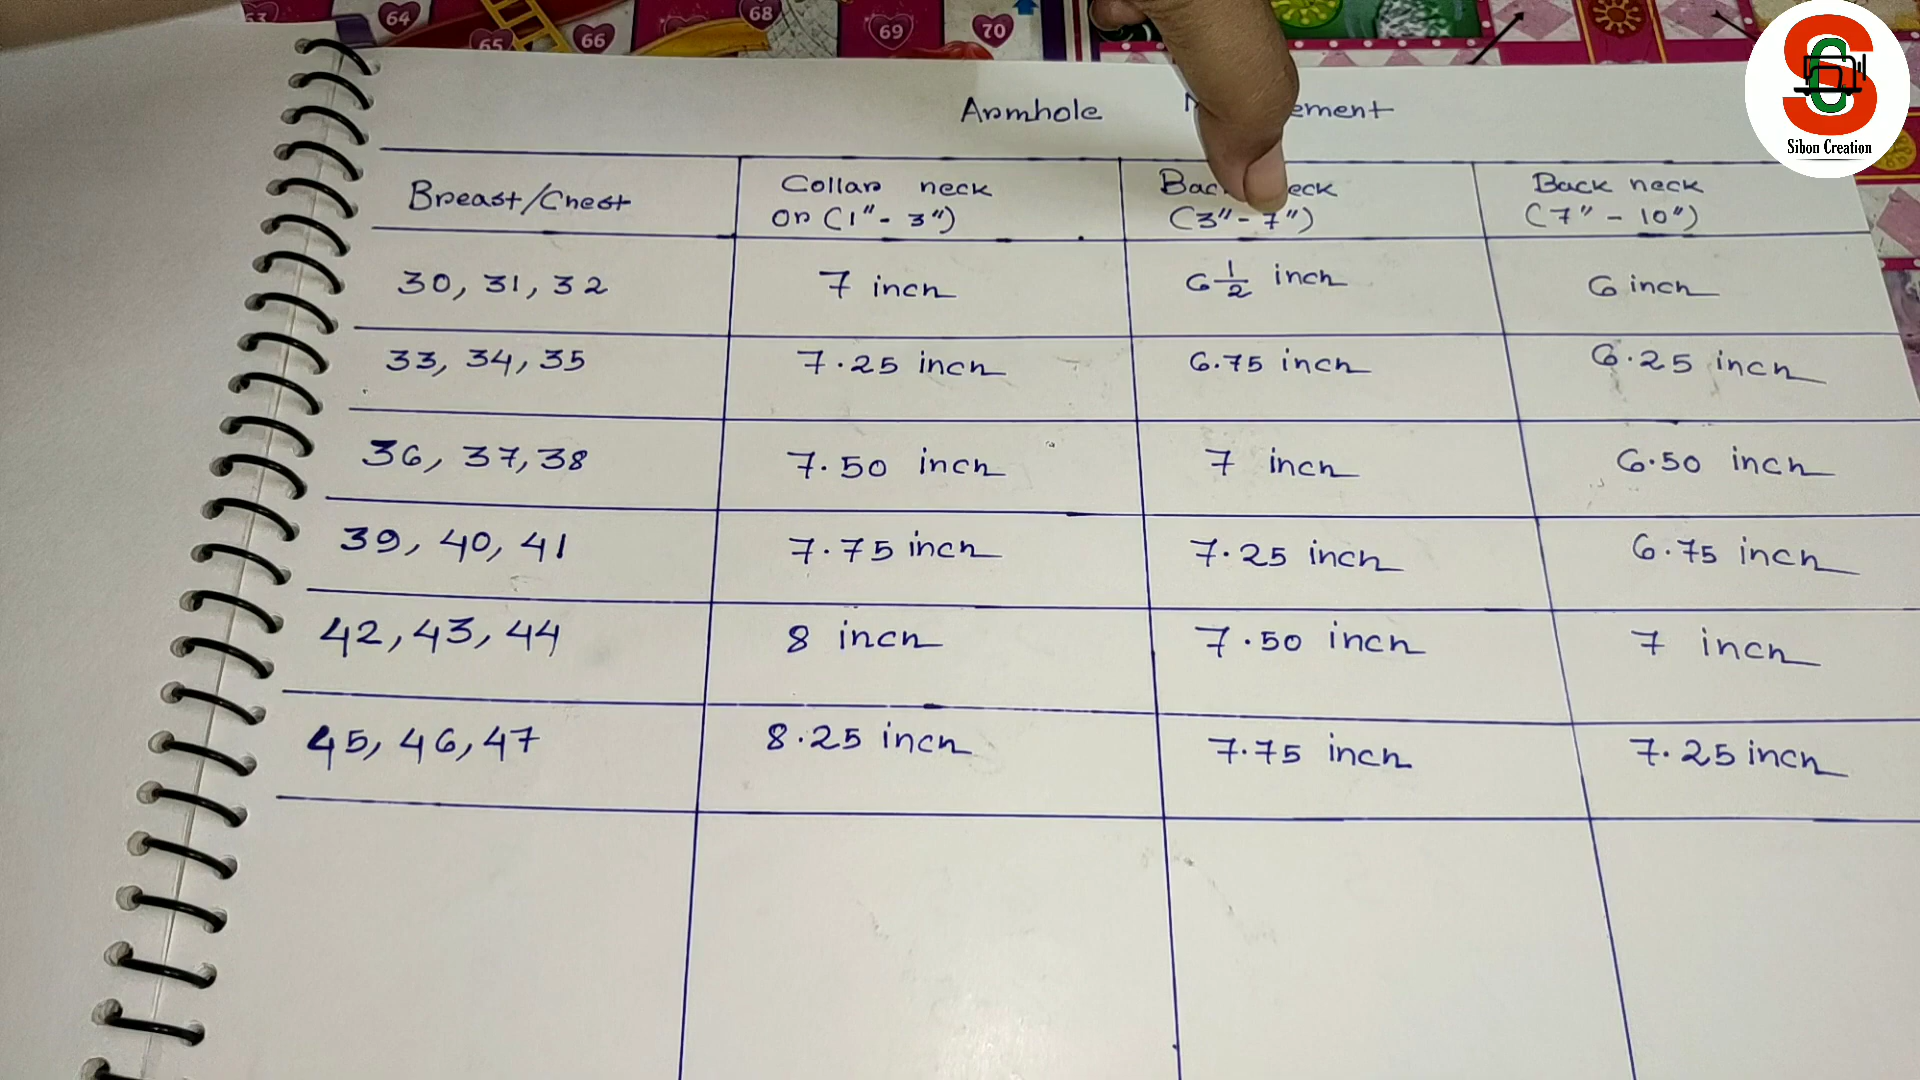 64 68 69 70
65 66
Sibon Creation
Armhole
Breast/Chest Collar neck Back neck
or (1" - 3") (3" - 7") (7" - 10")
30, 31, 32 7 inch 6 1/2 inch 6 inch
33, 34, 35 7.25 inch 6.75 inch 6.25 inch
36, 37, 38 7.50 inch 7 inch 6.50 inch
39, 40, 41 7.75 inch 7.25 inch 6.75 inch
42, 43, 44 8 inch 7.50 inch 7 inch
45, 46, 47 8.25 inch 7.75 inch 7.25 inch